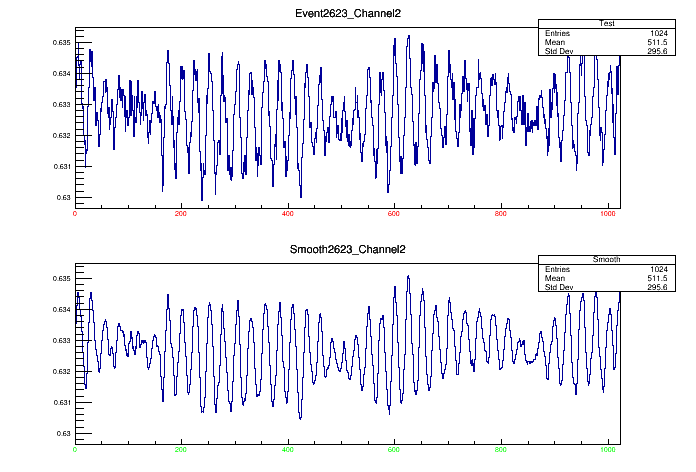 Event2623_Channel2
Test
Entries 1024
Mean 511.5
Std Dev 295.6
0.635
0.634
0.633
0.632
0.631
0.63
0 200 400 600 800 1000
Smooth2623_Channel2
Smooth
Entries 1024
Mean 511.5
Std Dev 295.6
0.635
0.634
0.633
0.632
0.631
0.63
0 200 400 600 800 1000